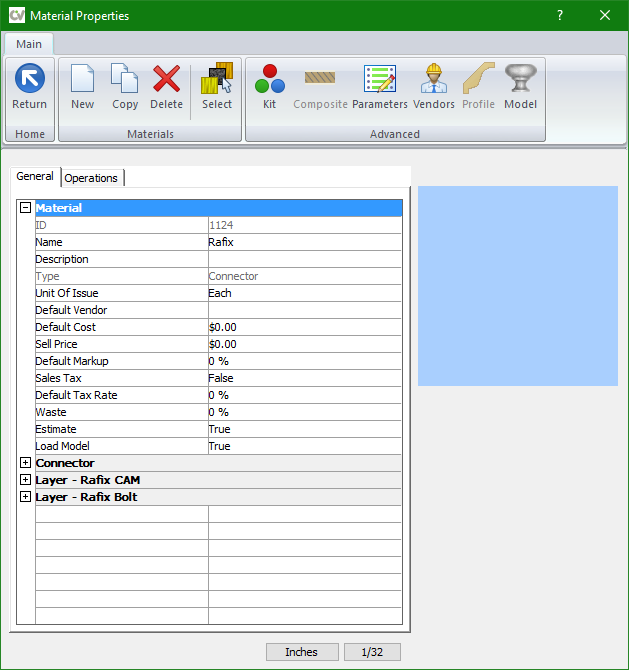 CV Material Properties ?
Main
Return New Copy Delete Select Kit Composite Parameters Vendors Profile Model
Home Materials Advanced
General Operations
Material
ID 1124
Name Rafix
Description
Type Connector
Unit Of Issue Each
Default Vendor
Default Cost $0.00
Sell Price $0.00
Default Markup 0 %
Sales Tax False
Default Tax Rate 0 %
Waste 0 %
Estimate True
Load Model True
Connector
Layer - Rafix CAM
Layer - Rafix Bolt
Inches 1/32